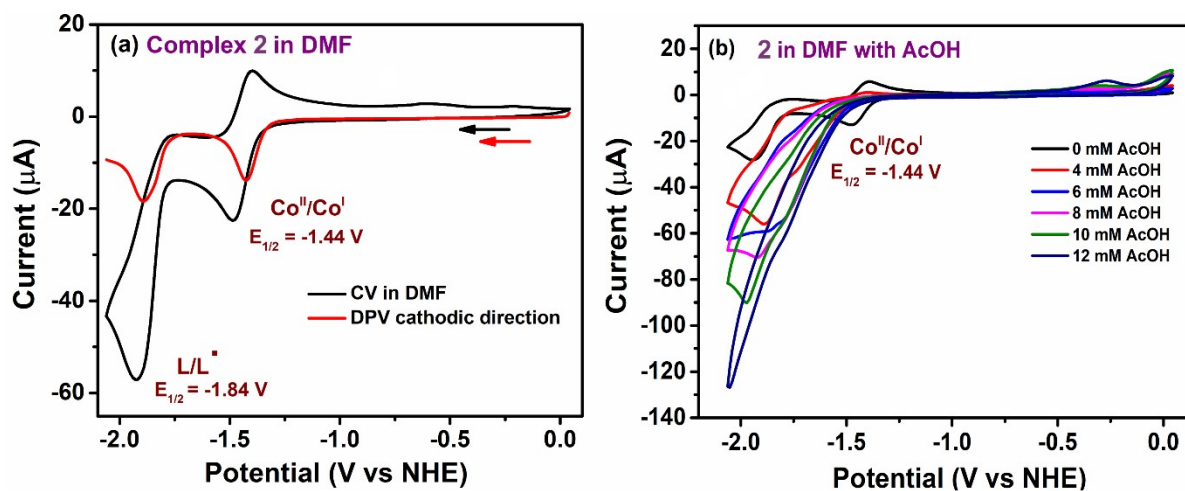 (a) Complex 2 in DMF
20
0
-20
-40
-60
Current (μA)
Co^II/Co^I
E_1/2 = -1.44 V
CV in DMF
DPV cathodic direction
L/L^▪
E_1/2 = -1.84 V
-2.0 -1.5 -1.0 -0.5 0.0
Potential (V vs NHE)
(b) 2 in DMF with AcOH
20
0
-20
-40
-60
-80
-100
-120
-140
Current (μA)
Co^II/Co^I
E_1/2 = -1.44 V
0 mM AcOH
4 mM AcOH
6 mM AcOH
8 mM AcOH
10 mM AcOH
12 mM AcOH
-2.0 -1.5 -1.0 -0.5 0.0
Potential (V vs NHE)